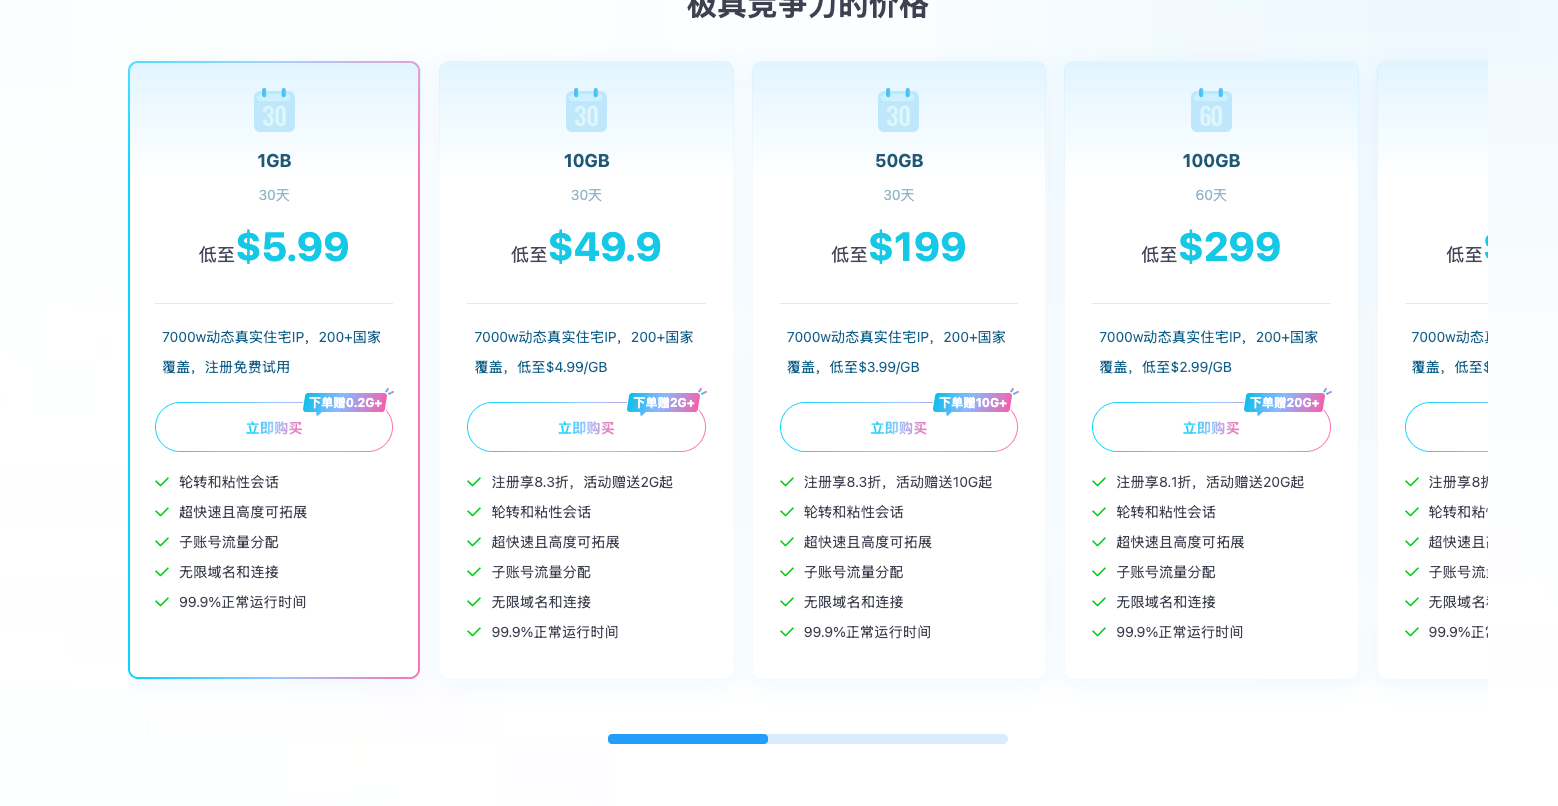 极具竞争力的价格
30
1GB
30天
低至$5.99
7000w动态真实住宅IP，200+国家
覆盖，注册免费试用
下单赠0.2G+
立即购买
轮转和粘性会话
超快速且高度可拓展
子账号流量分配
无限域名和连接
99.9%正常运行时间
30
10GB
30天
低至$49.9
7000w动态真实住宅IP，200+国家
覆盖，低至$4.99/GB
下单赠2G+
立即购买
注册享8.3折，活动赠送2G起
轮转和粘性会话
超快速且高度可拓展
子账号流量分配
无限域名和连接
99.9%正常运行时间
30
50GB
30天
低至$199
7000w动态真实住宅IP，200+国家
覆盖，低至$3.99/GB
下单赠10G+
立即购买
注册享8.3折，活动赠送10G起
轮转和粘性会话
超快速且高度可拓展
子账号流量分配
无限域名和连接
99.9%正常运行时间
60
100GB
60天
低至$299
7000w动态真实住宅IP，200+国家
覆盖，低至$2.99/GB
下单赠20G+
立即购买
注册享8.1折，活动赠送20G起
轮转和粘性会话
超快速且高度可拓展
子账号流量分配
无限域名和连接
99.9%正常运行时间
低至$
7000w动态
覆盖，低至$
注册享8折
轮转和粘
超快速且
子账号流
无限域名
99.9%正